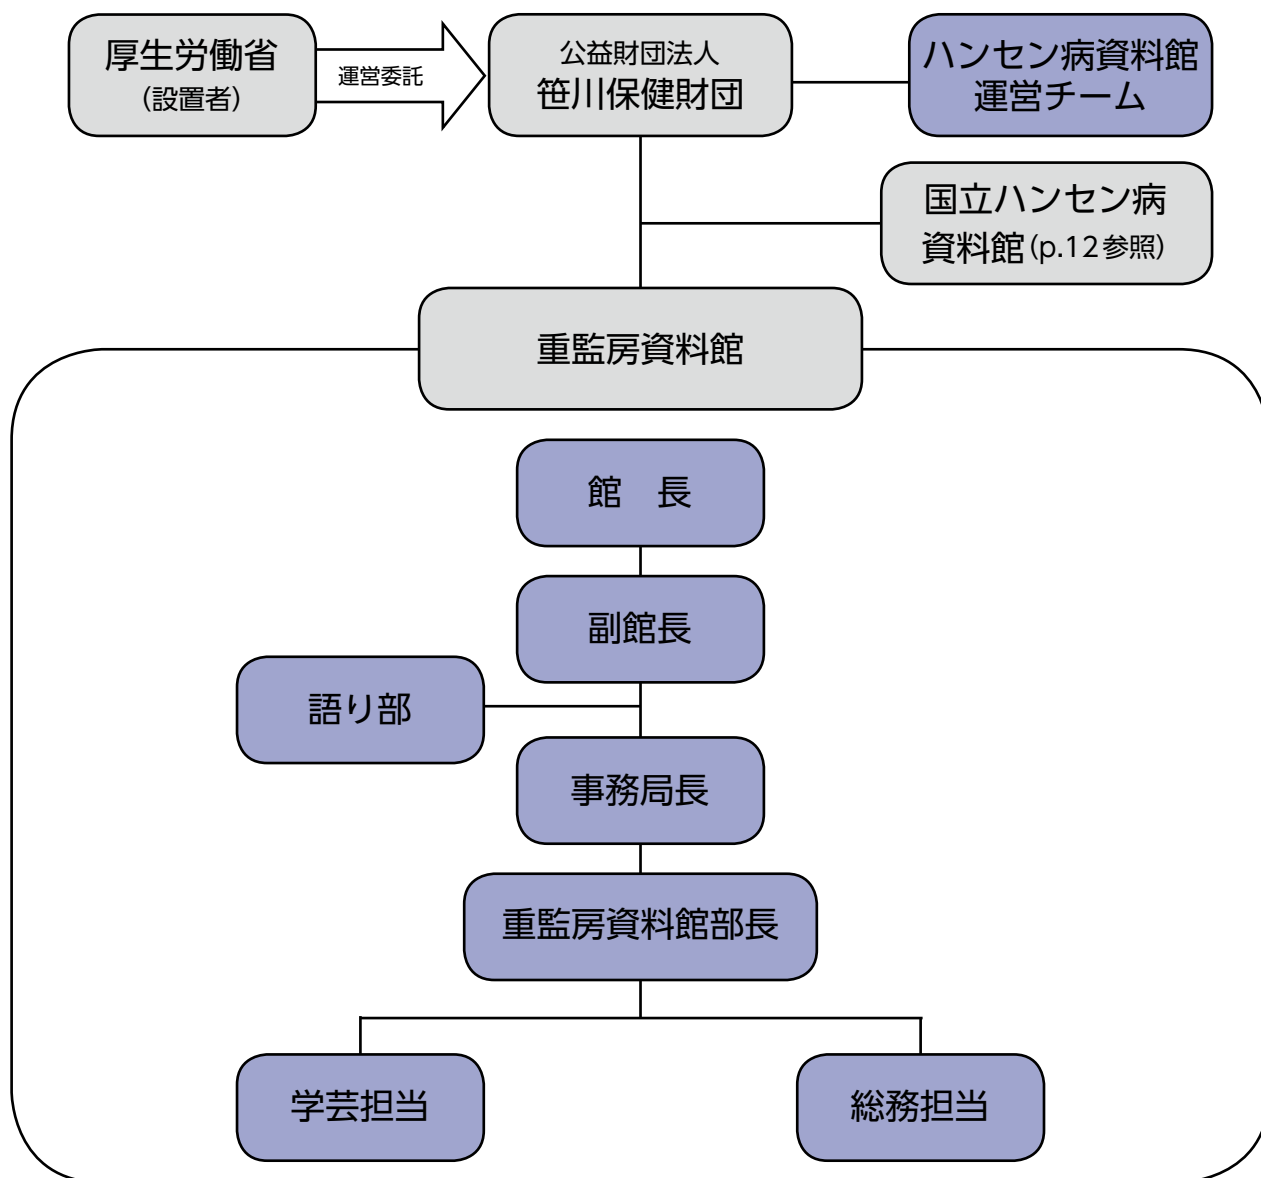 厚生労働省
（設置者）
運営委託
公益財団法人
笹川保健財団
ハンセン病資料館
運営チーム
国立ハンセン病
資料館（p.12参照）
重監房資料館
館　長
副館長
語り部
事務局長
重監房資料館部長
学芸担当
総務担当